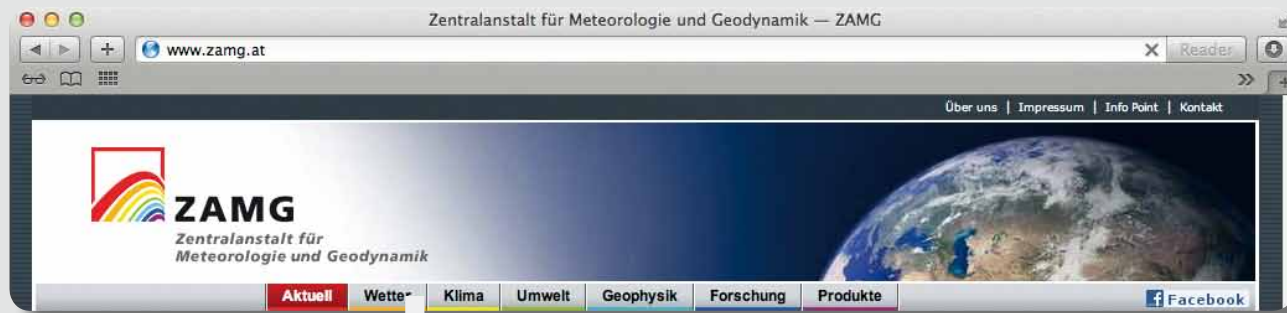 Zentralanstalt für Meteorologie und Geodynamik — ZAMG
www.zamg.at
Reader
Über uns | Impressum | Info Point | Kontakt
ZAMG
Zentralanstalt für
Meteorologie und Geodynamik
Aktuell Wetter Klima Umwelt Geophysik Forschung Produkte Facebook